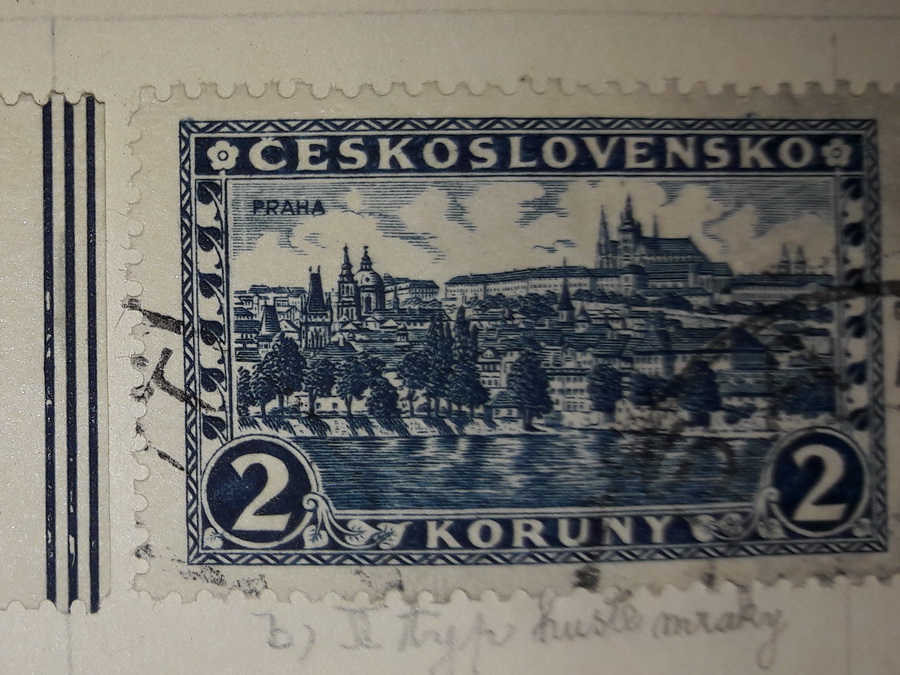 ČESKOSLOVENSKO
PRAHA
2 KORUNY 2
b) II typ husté mraky